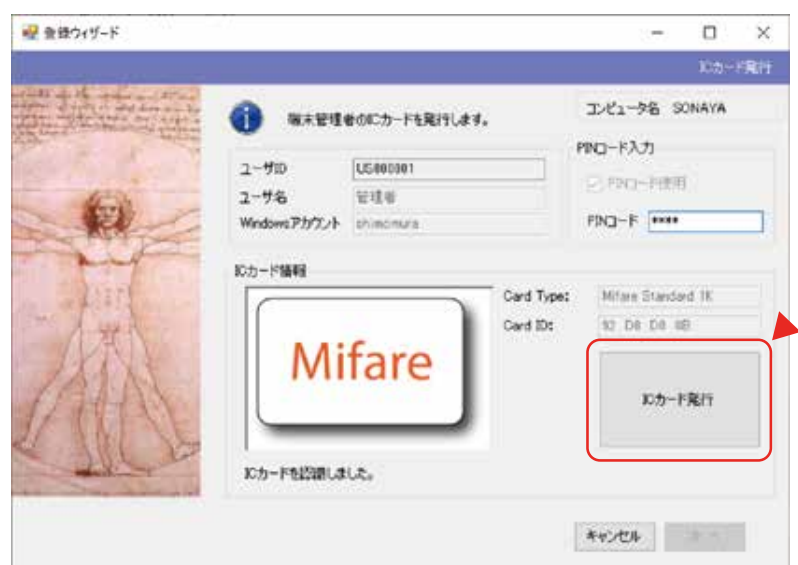 登録ウィザード
ICカード発行
端末管理者のICカードを発行します。
コンピュータ名 SONAYA
ユーザID US000001
ユーザ名 管理者
Windowsアカウント shimomura
PINコード入力
PINコード使用
PINコード ****
ICカード情報
Mifare
Card Type: Mifare Standard 1K
Card ID:
ICカード発行
ICカードを認識しました。
キャンセル